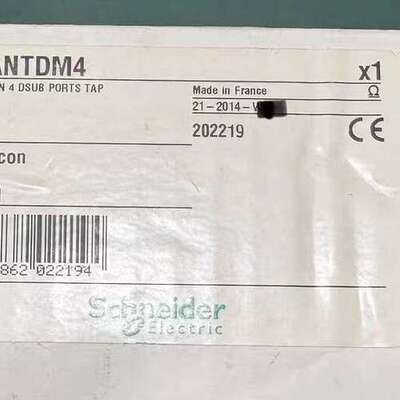 ANTDM4
x1
N 4 DSUB PORTS TAP
Made in France
Ω
21-2014-
202219
CE
con
862 022194
Schneider
Electric